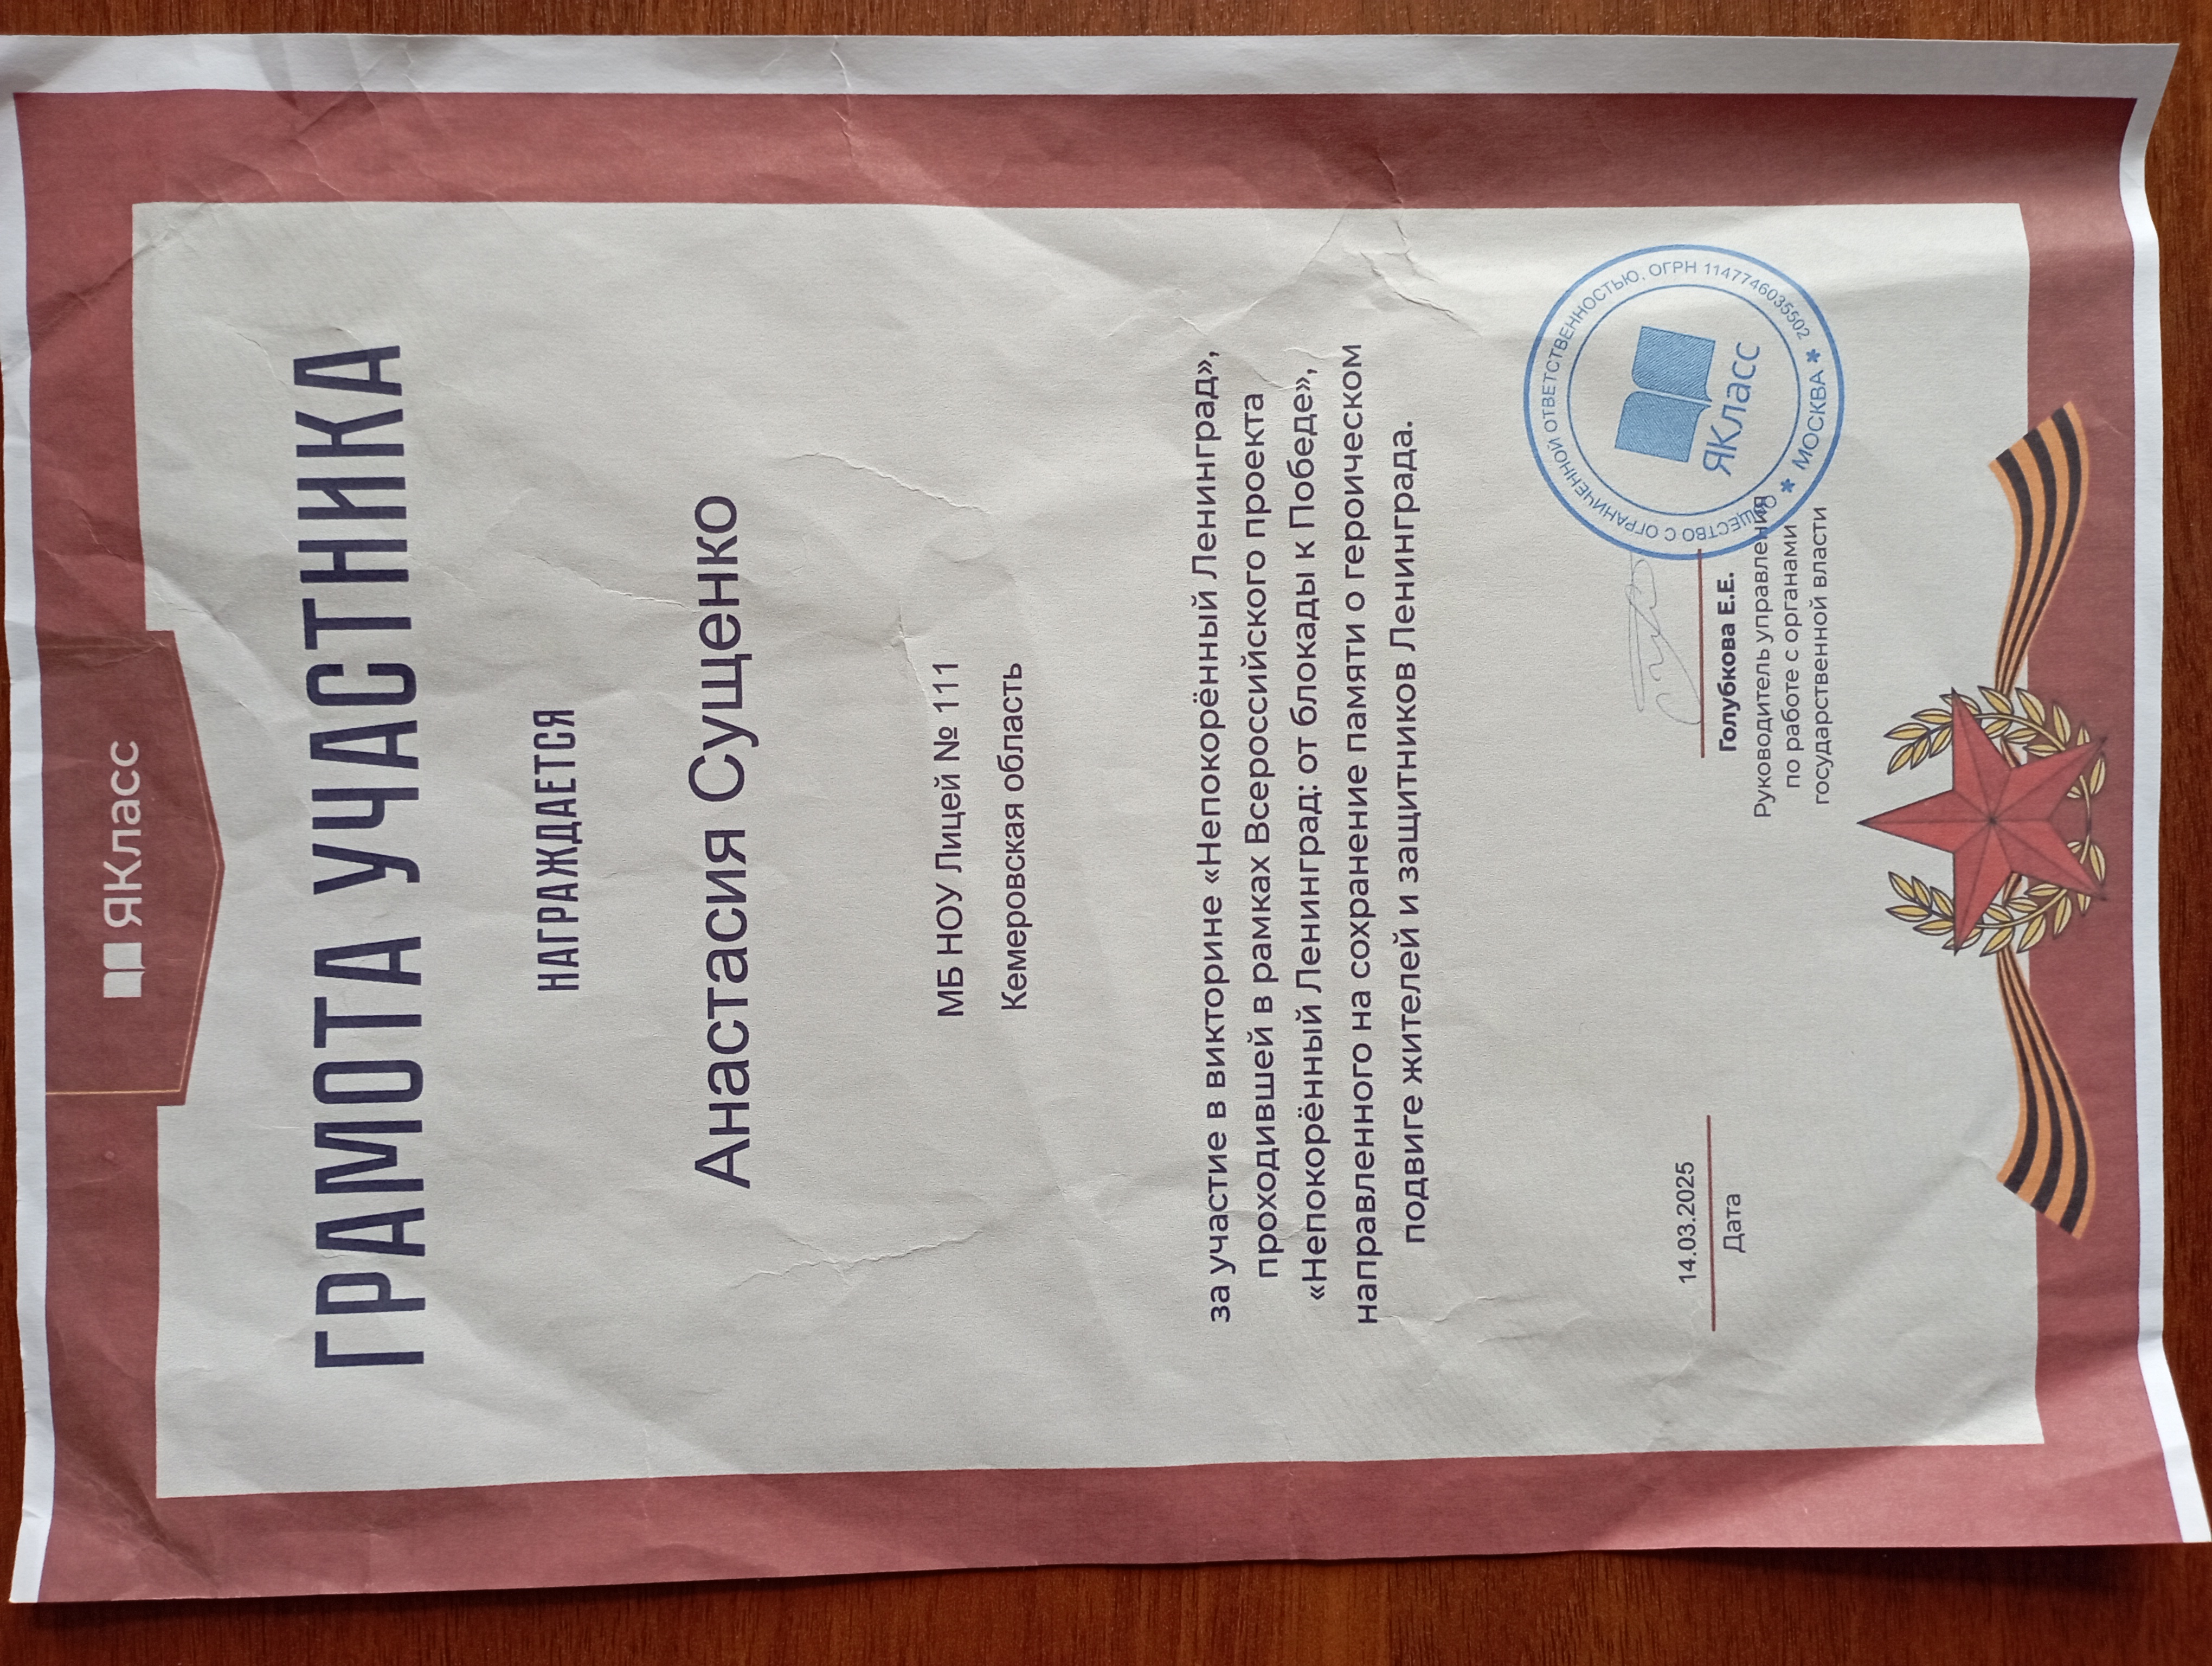 ЯКласс
ГРАМОТА УЧАСТНИКА
НАГРАЖДАЕТСЯ
Анастасия Сущенко
МБ НОУ Лицей № 111
Кемеровская область
за участие в викторине «Непокорённый Ленинград»,
проходившей в рамках Всероссийского проекта
«Непокорённый Ленинград: от блокады к Победе»,
направленного на сохранение памяти о героическом
подвиге жителей и защитников Ленинграда.
14.03.2025
Дата
Голубкова Е.Е.
Руководитель управления
по работе с органами
государственной власти
ОБЩЕСТВО С ОГРАНИЧЕННОЙ ОТВЕТСТВЕННОСТЬЮ. ОГРН 1147746035502
* МОСКВА *
ЯКласс